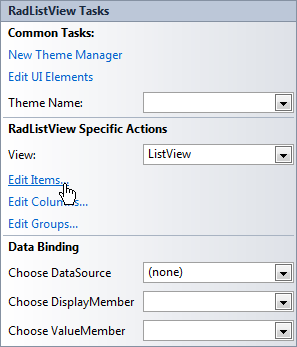 RadListView Tasks
Common Tasks:
New Theme Manager
Edit UI Elements
Theme Name:
RadListView Specific Actions
View: ListView
Edit Items...
Edit Columns...
Edit Groups...
Data Binding
Choose DataSource (none)
Choose DisplayMember
Choose ValueMember